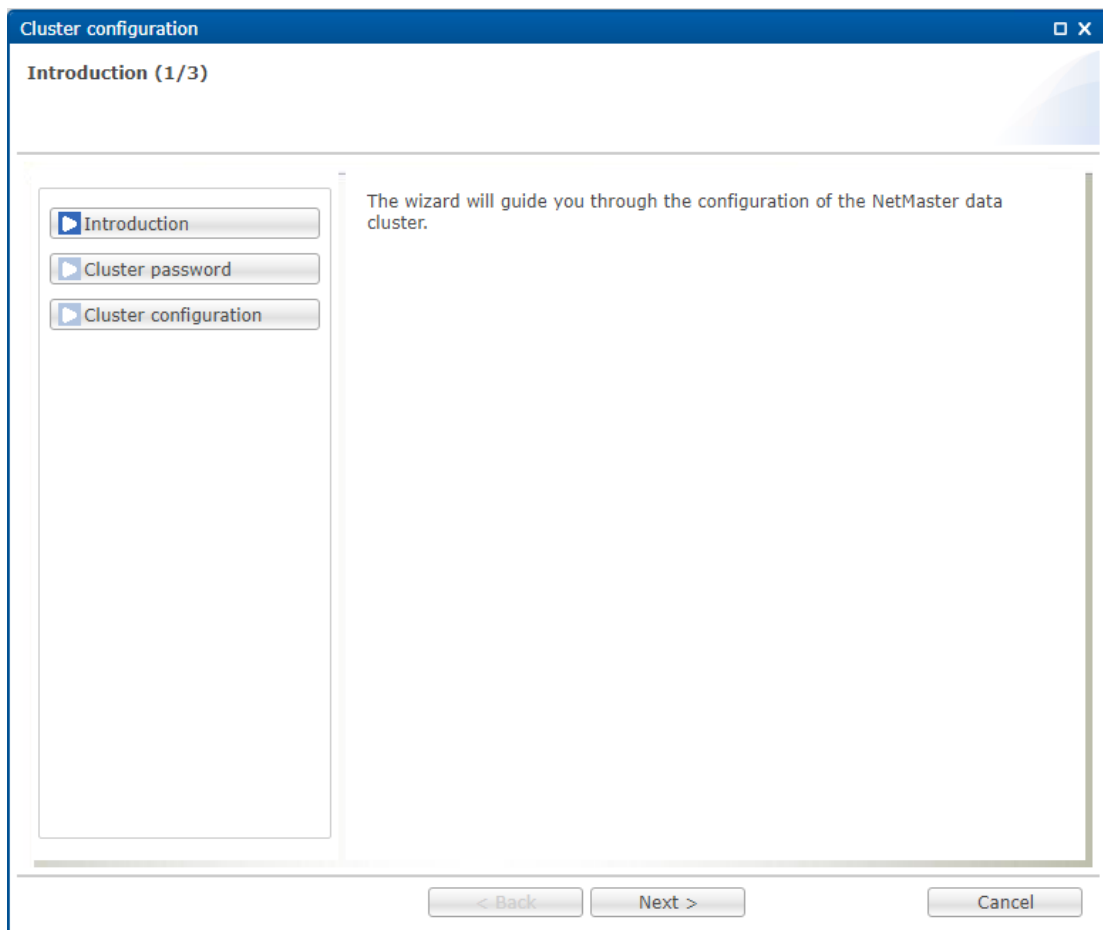 Cluster configuration
Introduction (1/3)
Introduction
Cluster password
Cluster configuration
The wizard will guide you through the configuration of the NetMaster data
cluster.
< Back
Next >
Cancel